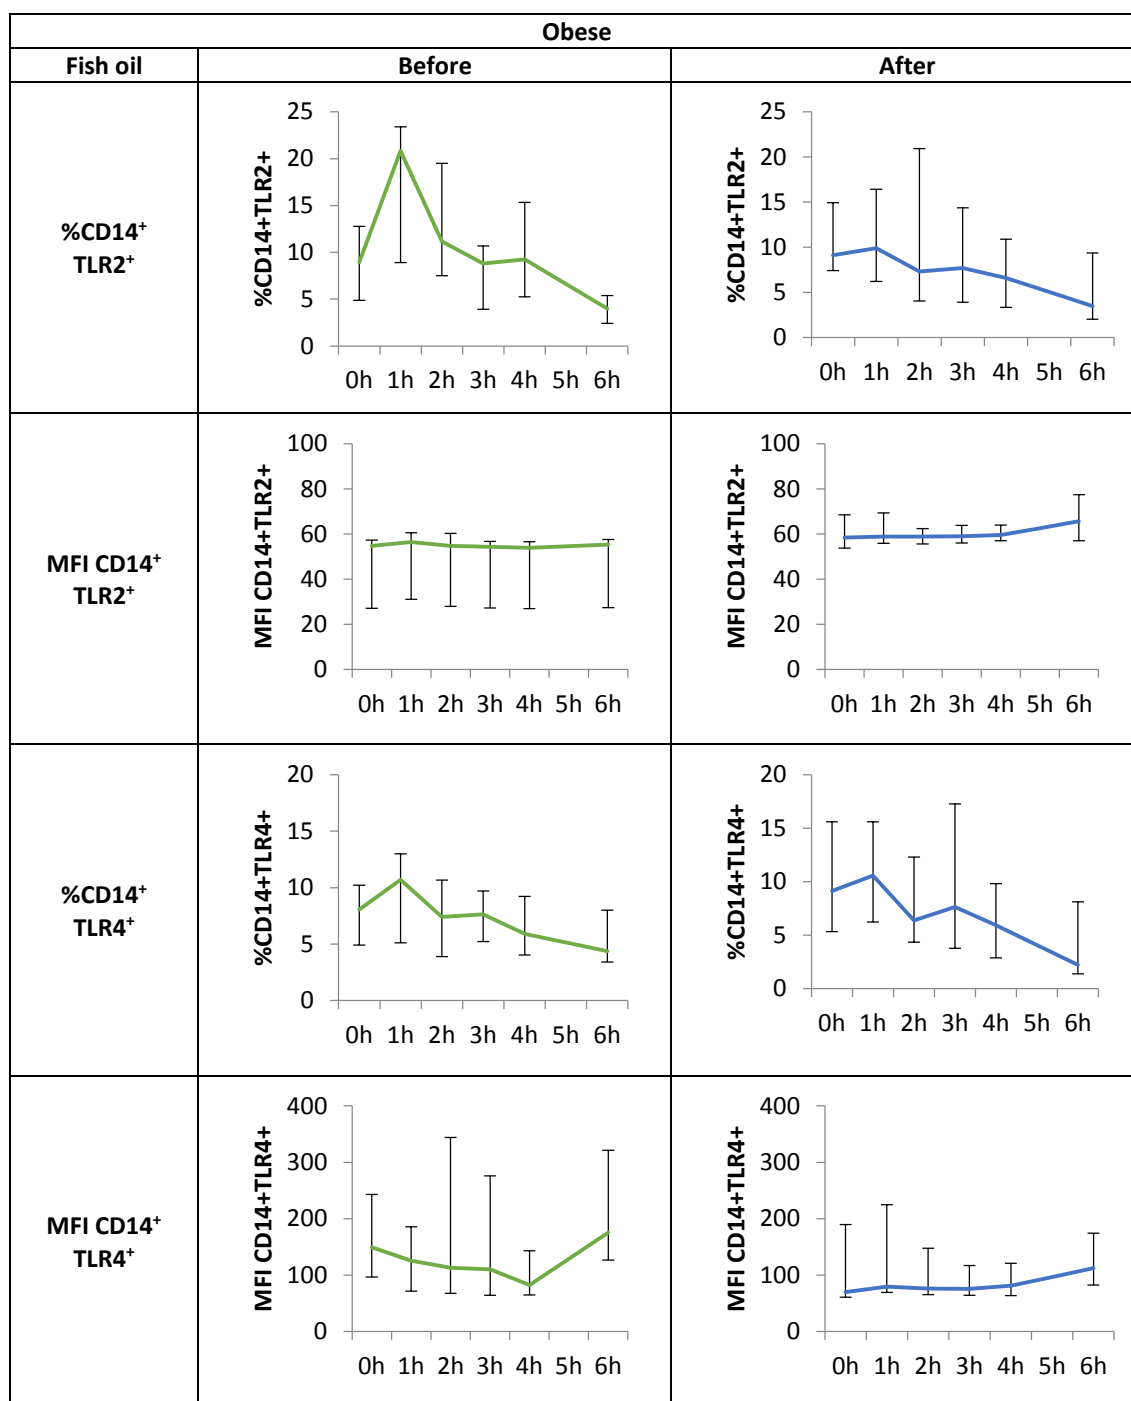 Obese
Fish oil Before After
%CD14+
TLR2+
%CD14+TLR2+
25
20
15
10
5
0
0h 1h 2h 3h 4h 5h 6h
%CD14+TLR2+
25
20
15
10
5
0
0h 1h 2h 3h 4h 5h 6h
MFI CD14+
TLR2+
MFI CD14+TLR2+
100
80
60
40
20
0
0h 1h 2h 3h 4h 5h 6h
MFI CD14+TLR2+
100
80
60
40
20
0
0h 1h 2h 3h 4h 5h 6h
%CD14+
TLR4+
%CD14+TLR4+
20
15
10
5
0
0h 1h 2h 3h 4h 5h 6h
%CD14+TLR4+
20
15
10
5
0
0h 1h 2h 3h 4h 5h 6h
MFI CD14+
TLR4+
MFI CD14+TLR4+
400
300
200
100
0
0h 1h 2h 3h 4h 5h 6h
MFI CD14+TLR4+
400
300
200
100
0
0h 1h 2h 3h 4h 5h 6h